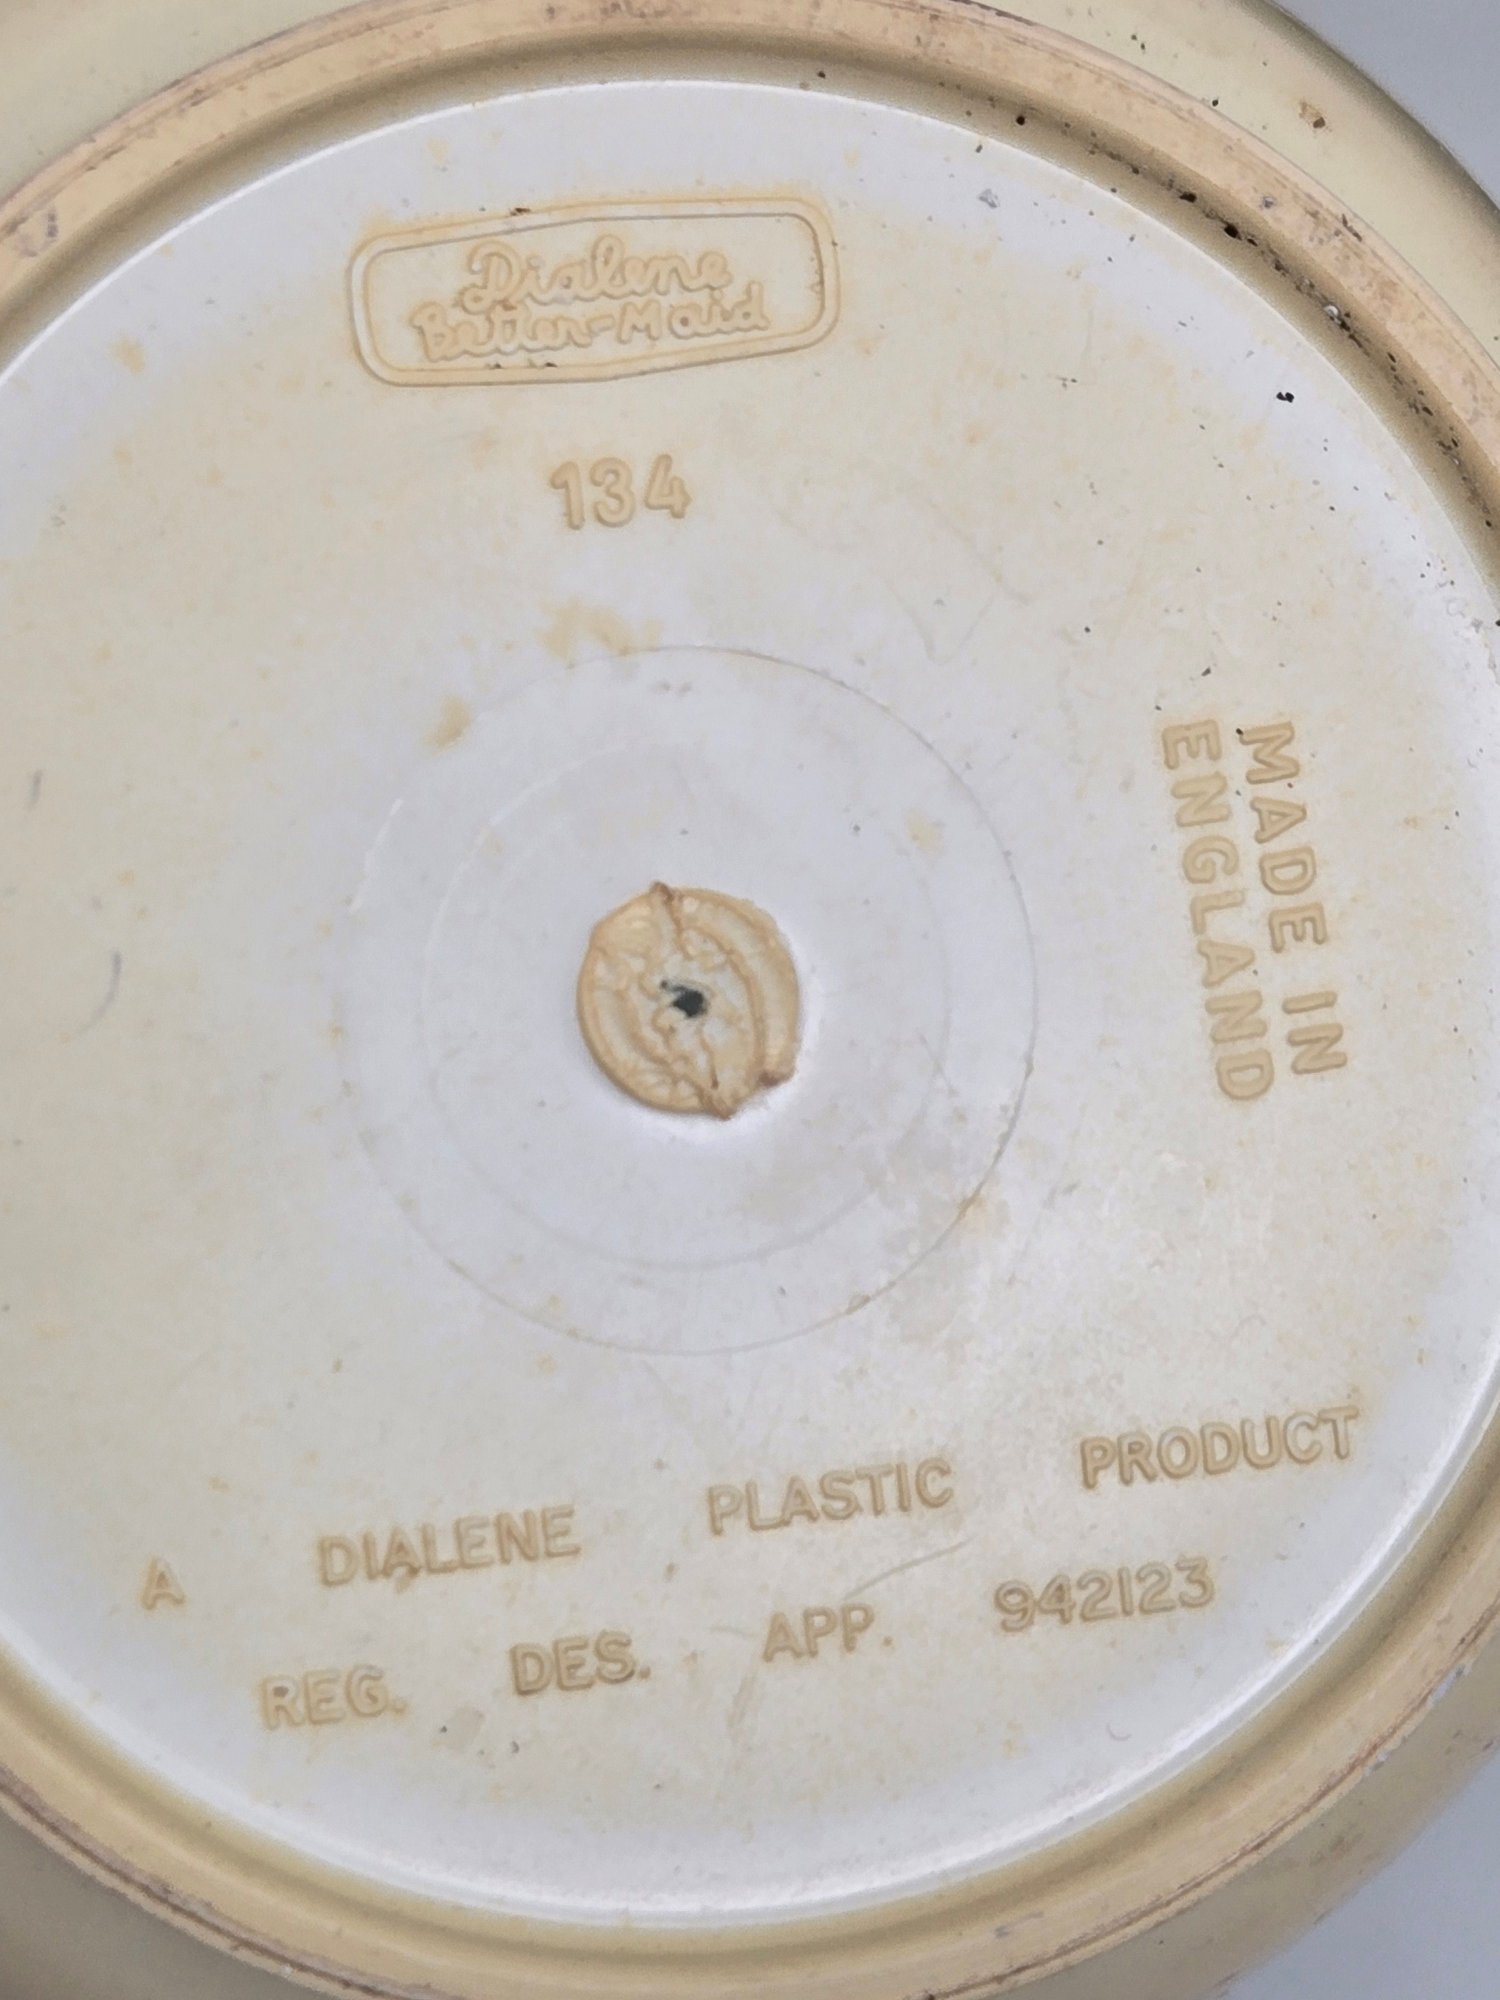 Dialene
Better-Maid
134
MADE IN
ENGLAND
A DIALENE PLASTIC PRODUCT
REG. DES. APP. 942123